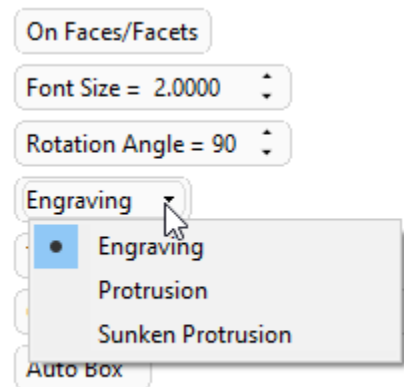 On Faces/Facets
Font Size = 2.0000
Rotation Angle = 90
Engraving
Engraving
Protrusion
Sunken Protrusion
Auto Box